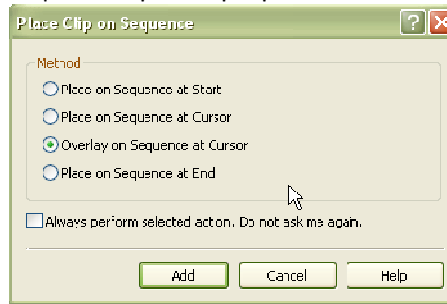 Place Clip on Sequence
Method
Place on Sequence at Start
Place on Sequence at Cursor
Overlay on Sequence at Cursor
Place on Sequence at End
Always perform selected action. Do not ask me again.
Add Cancel Help